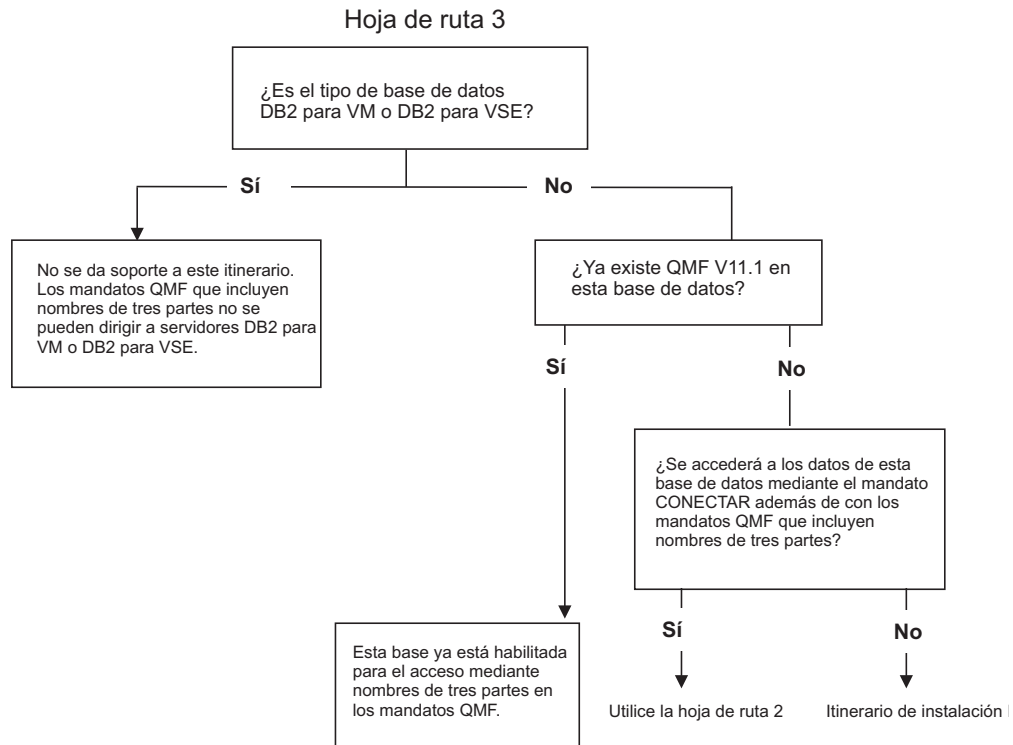 Hoja de ruta 3
¿Es el tipo de base de datos
DB2 para VM o DB2 para VSE?
Sí
No
No se da soporte a este itinerario.
Los mandatos QMF que incluyen
nombres de tres partes no se
pueden dirigir a servidores DB2 para
VM o DB2 para VSE.
¿Ya existe QMF V11.1 en
esta base de datos?
Sí
No
¿Se accederá a los datos de esta
base de datos mediante el mandato
CONECTAR además de con los
mandatos QMF que incluyen
nombres de tres partes?
Sí
No
Esta base ya está habilitada
para el acceso mediante
nombres de tres partes en
los mandatos QMF.
Utilice la hoja de ruta 2
Itinerario de instalación